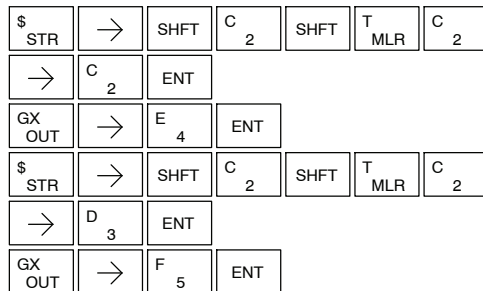 $ STR → SHFT C 2 SHFT T MLR C 2
→ C 2 ENT
GX OUT → E 4 ENT
$ STR → SHFT C 2 SHFT T MLR C 2
→ D 3 ENT
GX OUT → F 5 ENT